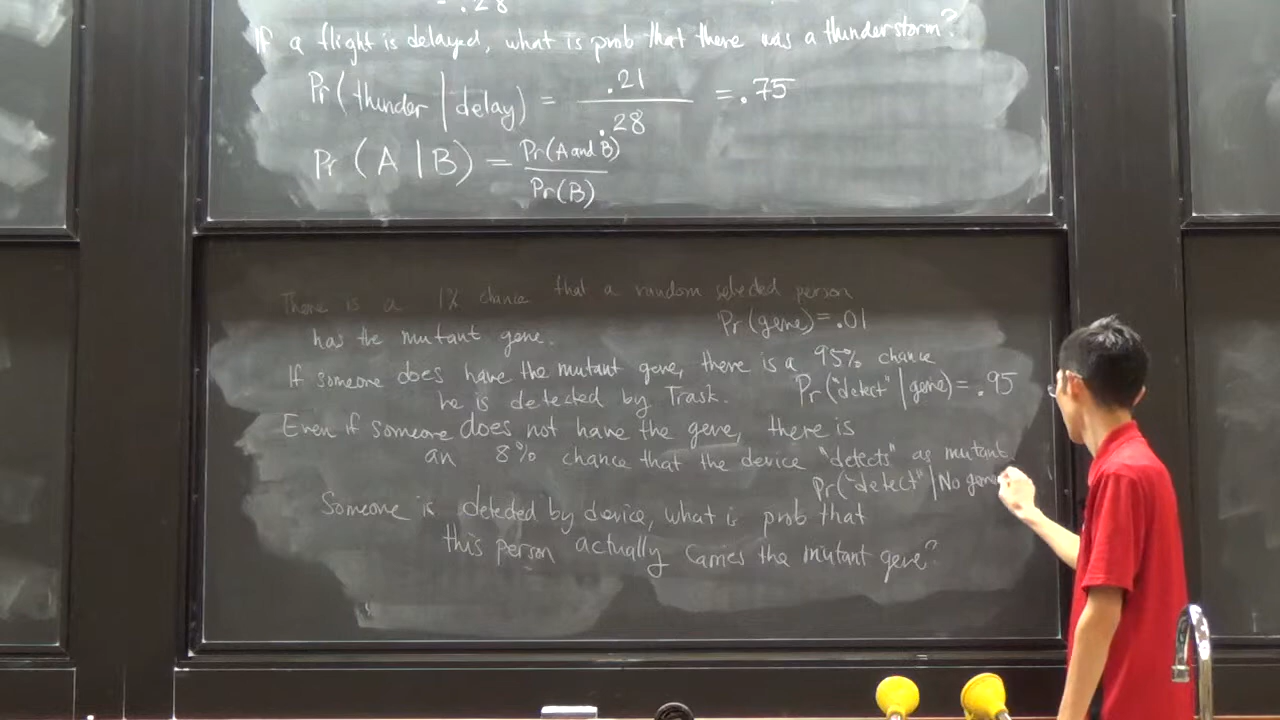 = .28
If a flight is delayed, what is prob that there was a thunderstorm?
Pr (thunder | delay) = .21 / .28 = .75
Pr (A | B) = Pr(A and B) / Pr(B)
There is a 1% chance that a random selected person
has the mutant gene. Pr(gene) = .01
If someone does have the mutant gene, there is a 95% chance
he is detected by Trask. Pr("detect" | gene) = .95
Even if someone does not have the gene, there is
an 8% chance that the device "detects" as mutant.
Pr("detect" | No gene
Someone is detected by device, what is prob that
this person actually carries the mutant gene?